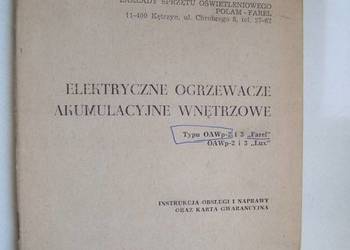 ZAKŁADY SPRZĘTU OŚWIETLENIOWEGO
POLAM-FAREL
11-400 Kętrzyn, ul. Chrobrego 8, tel. 27-62
ELEKTRYCZNE OGRZEWACZE
AKUMULACYJNE WNĘTRZOWE
Typu OAWp-2 i 3 „Farel”
OAWp-2 i 3 „Lux”
INSTRUKCJA OBSŁUGI I NAPRAWY
ORAZ KARTA GWARANCYJNA